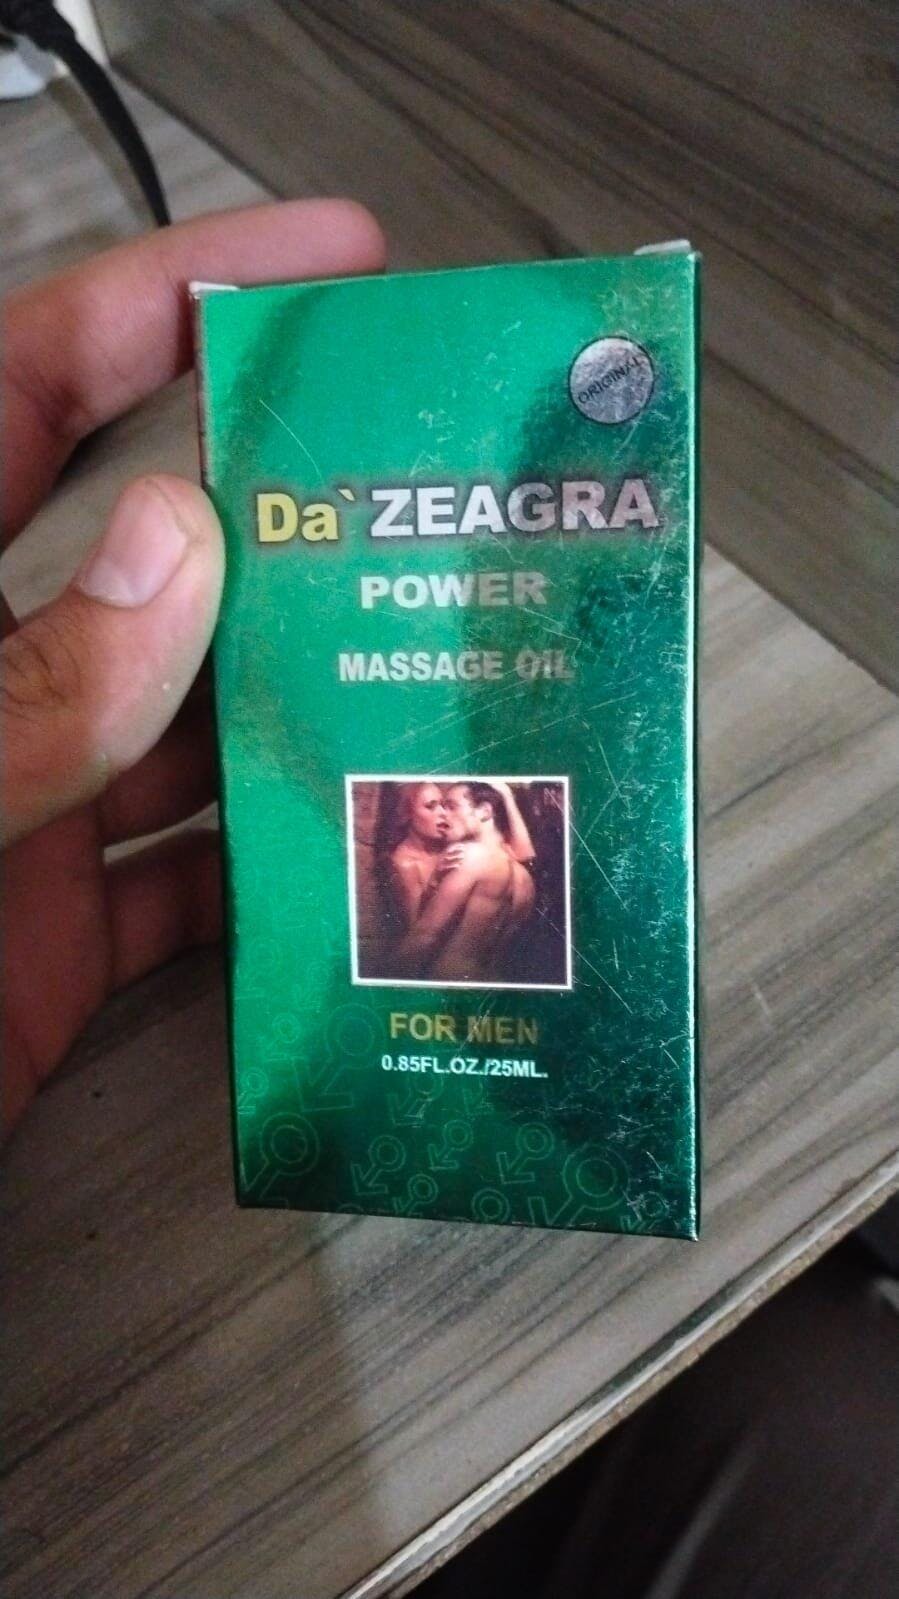 ORIGINAL
Da` ZEAGRA
POWER
MASSAGE OIL
FOR MEN
0.85FL.OZ./25ML.